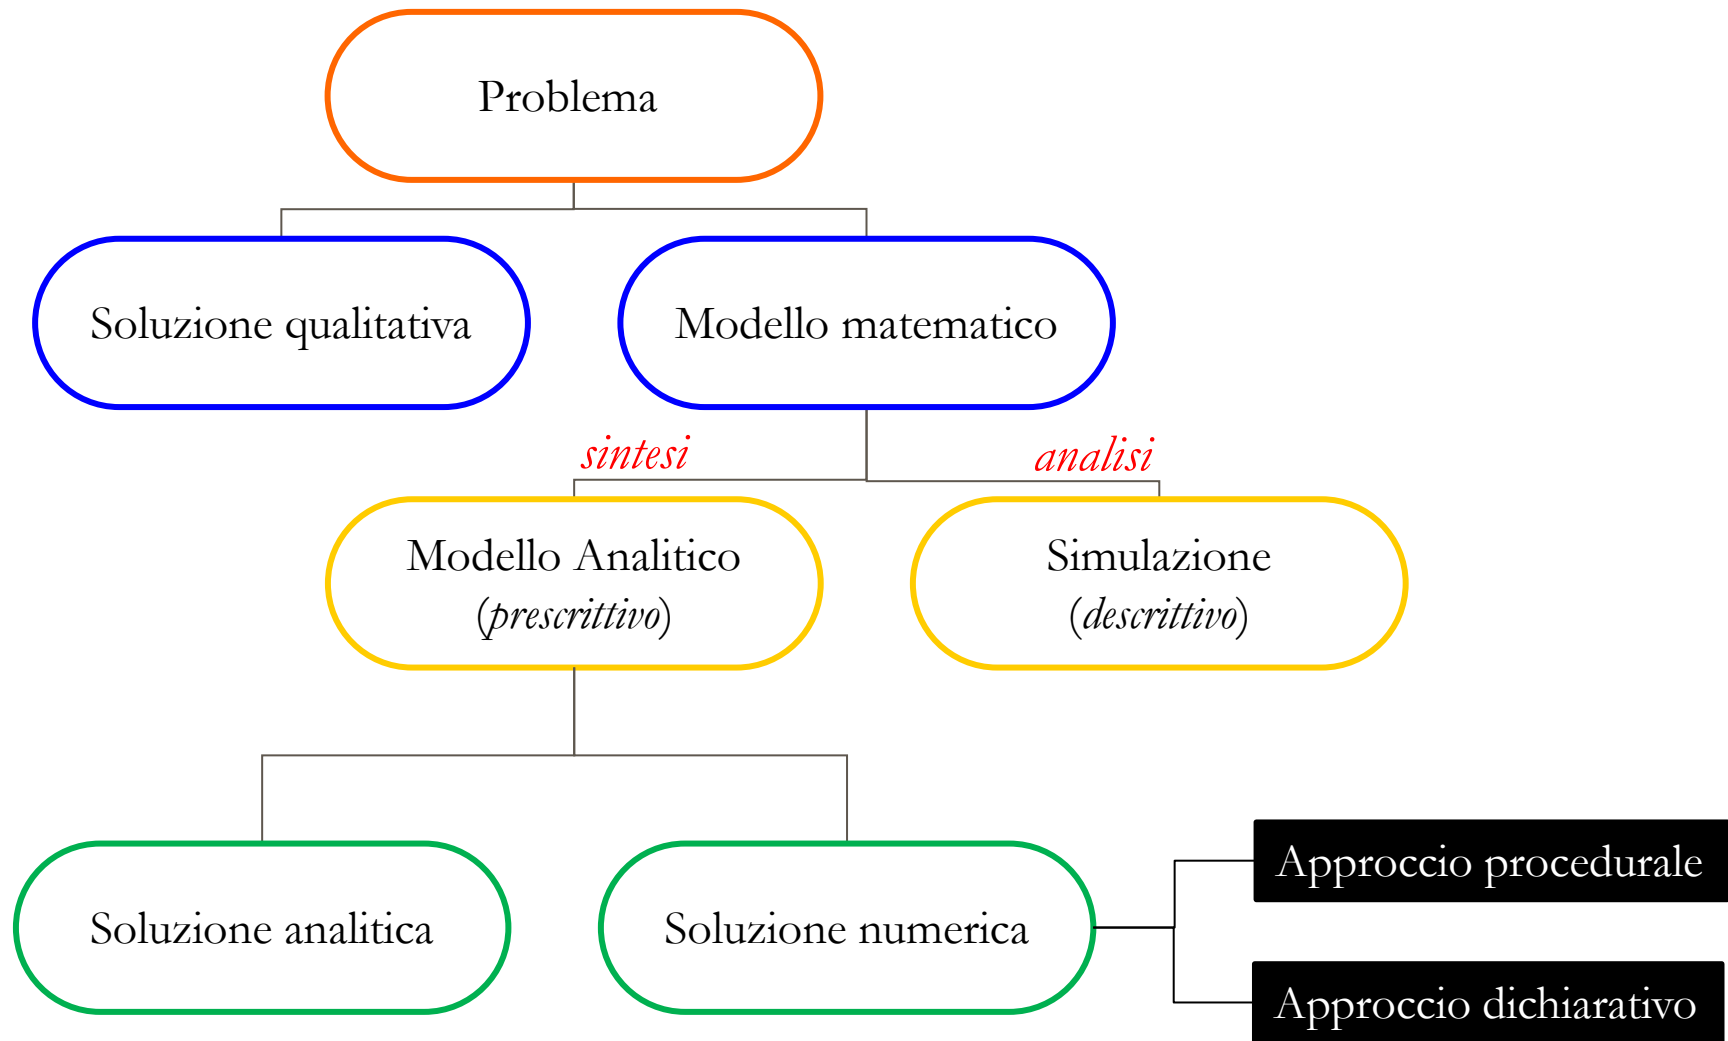 Problema
Soluzione qualitativa
Modello matematico
sintesi
analisi
Modello Analitico
(prescrittivo)
Simulazione
(descrittivo)
Soluzione analitica
Soluzione numerica
Approccio procedurale
Approccio dichiarativo